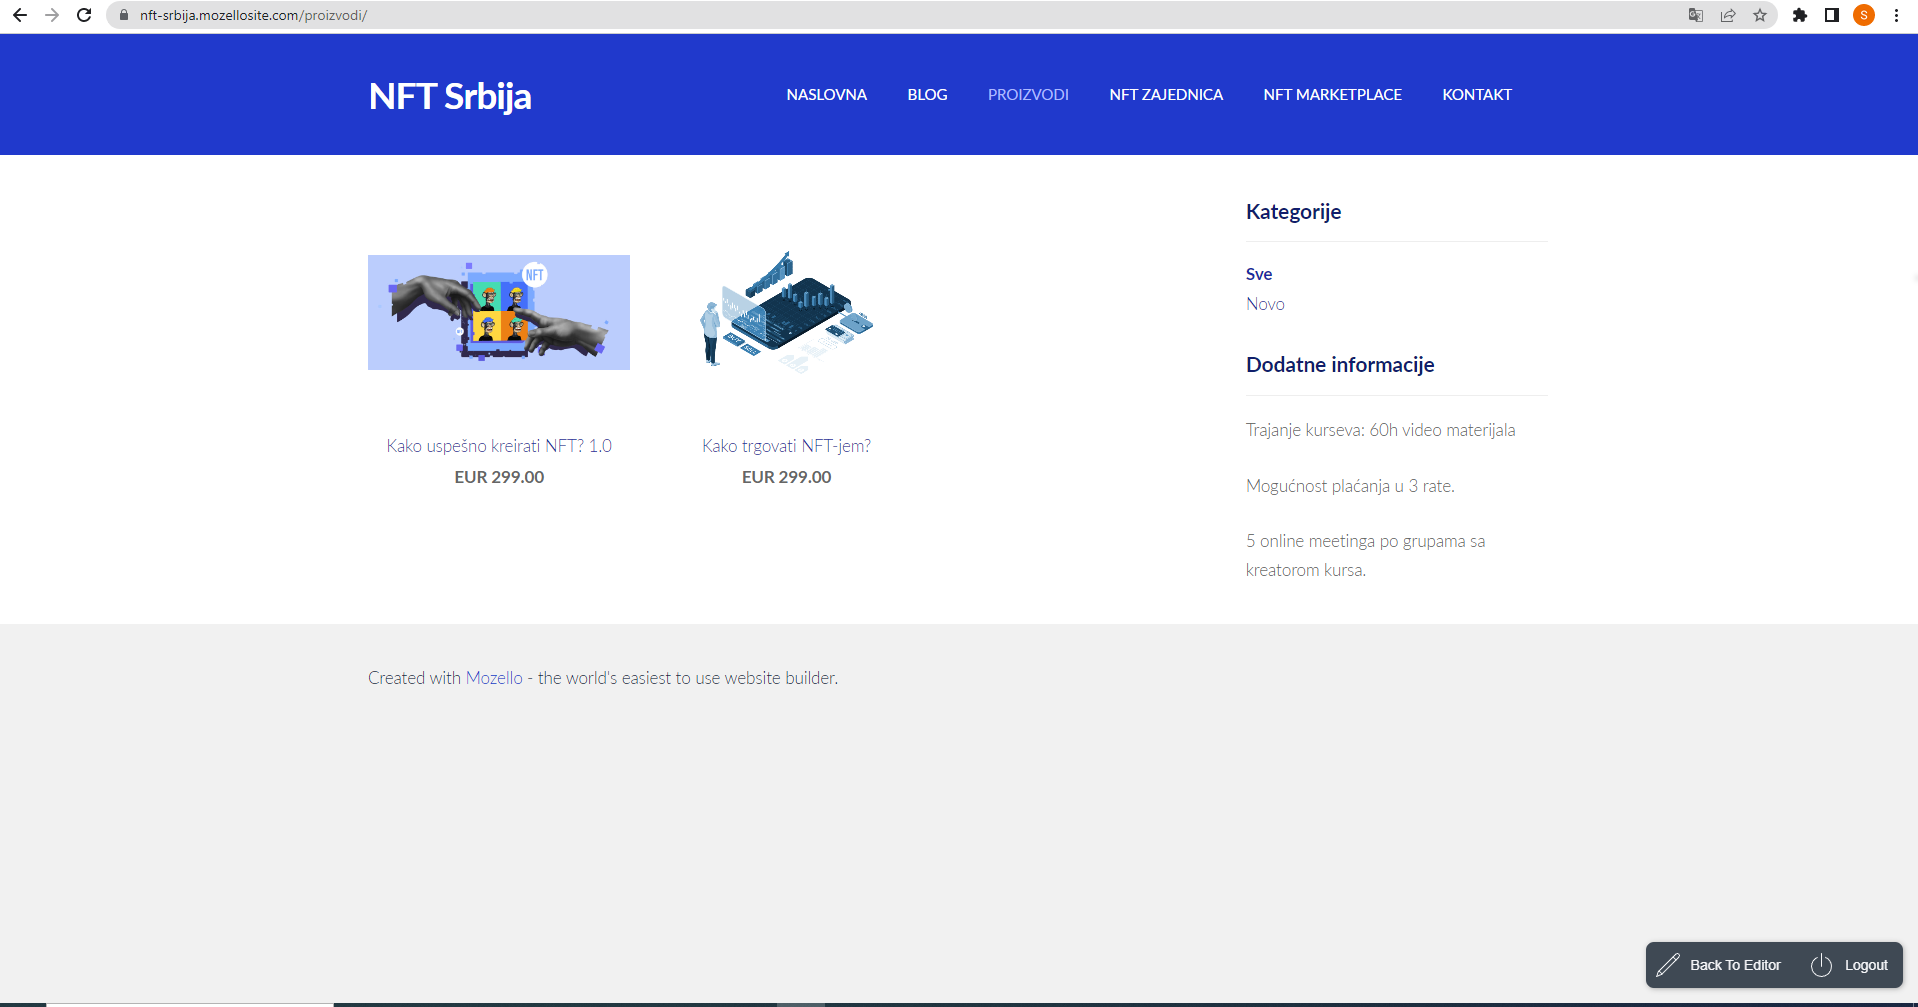 nft-srbija.mozellosite.com/proizvodi/
S
NFT Srbija
NASLOVNA
BLOG
PROIZVODI
NFT ZAJEDNICA
NFT MARKETPLACE
KONTAKT
NFT
BUY
SELL
Kako uspešno kreirati NFT? 1.0
EUR 299.00
Kako trgovati NFT-jem?
EUR 299.00
Kategorije
Sve
Novo
Dodatne informacije
Trajanje kurseva: 60h video materijala
Mogućnost plaćanja u 3 rate.
5 online meetinga po grupama sa
kreatorom kursa.
Created with Mozello - the world's easiest to use website builder.
Back To Editor
Logout